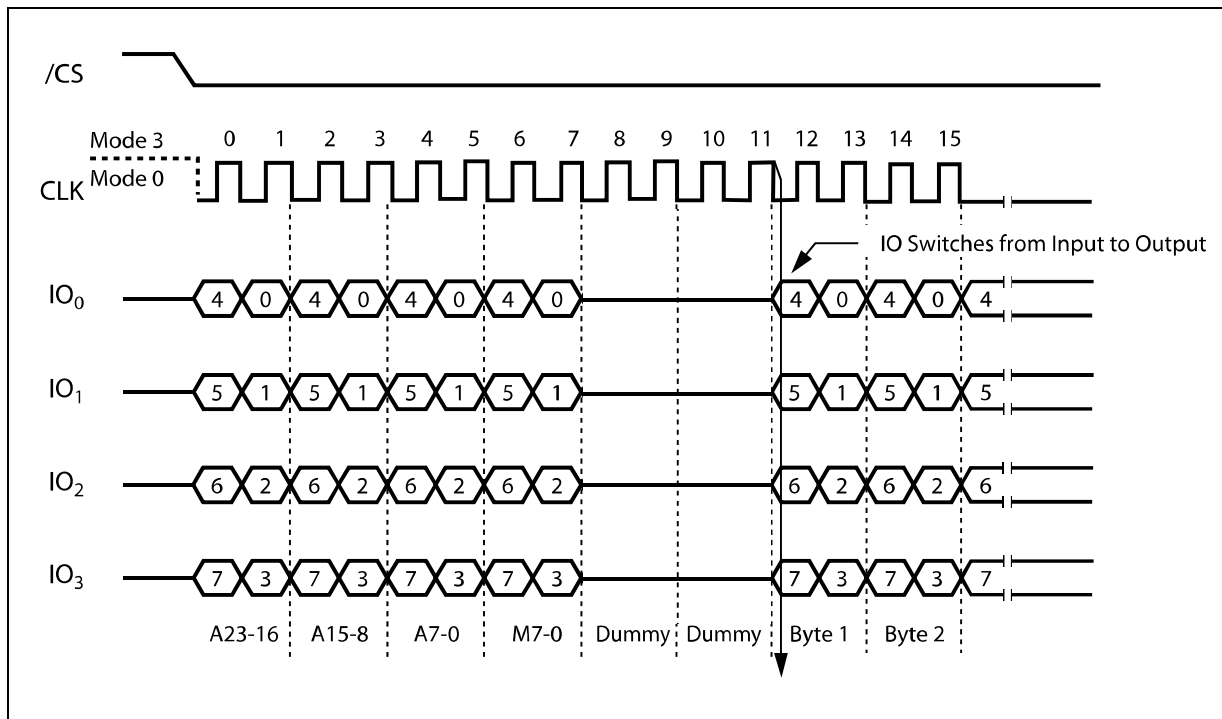 /CS
Mode 3
0 1 2 3 4 5 6 7 8 9 10 11 12 13 14 15
Mode 0
CLK
IO Switches from Input to Output
IO0 4 0 4 0 4 0 4 0 4 0 4 0 4
IO1 5 1 5 1 5 1 5 1 5 1 5 1 5
IO2 6 2 6 2 6 2 6 2 6 2 6 2 6
IO3 7 3 7 3 7 3 7 3 7 3 7 3 7
A23-16 A15-8 A7-0 M7-0 Dummy Dummy Byte 1 Byte 2